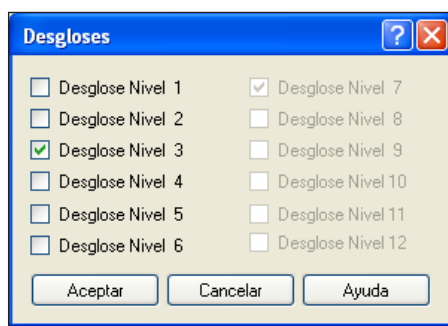 Desgloses
Desglose Nivel 1
Desglose Nivel 2
Desglose Nivel 3
Desglose Nivel 4
Desglose Nivel 5
Desglose Nivel 6
Desglose Nivel 7
Desglose Nivel 8
Desglose Nivel 9
Desglose Nivel 10
Desglose Nivel 11
Desglose Nivel 12
Aceptar
Cancelar
Ayuda